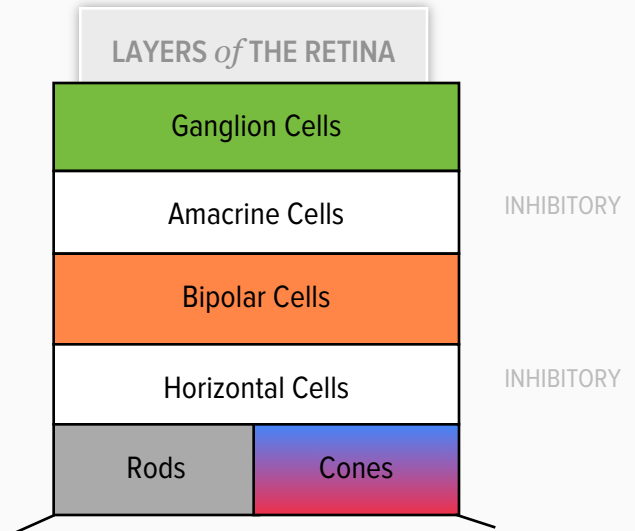 LAYERS of THE RETINA
Ganglion Cells
Amacrine Cells
INHIBITORY
Bipolar Cells
Horizontal Cells
INHIBITORY
Rods
Cones